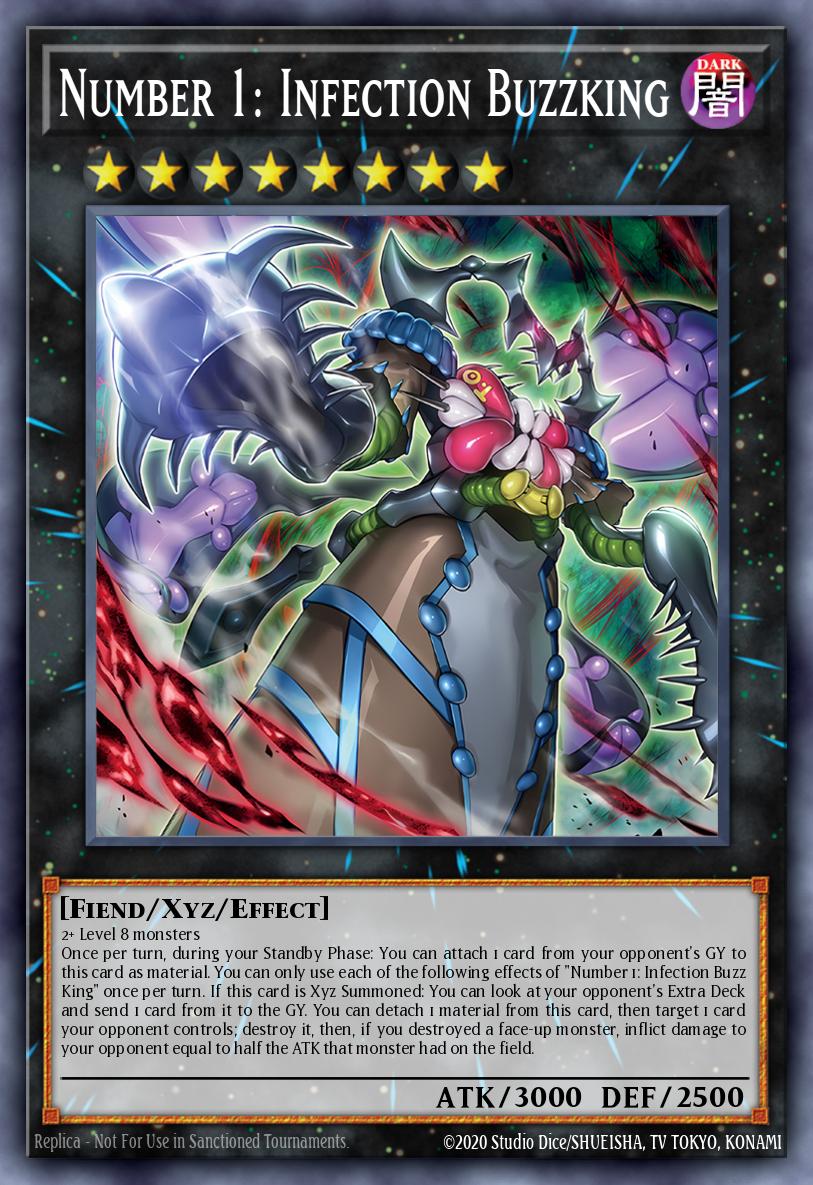 Number 1: Infection Buzzking
DARK
闇
[Fiend/Xyz/Effect]
2+ Level 8 monsters
Once per turn, during your Standby Phase: You can attach 1 card from your opponent's GY to
this card as material. You can only use each of the following effects of "Number 1: Infection Buzz
King" once per turn. If this card is Xyz Summoned: You can look at your opponent's Extra Deck
and send 1 card from it to the GY. You can detach 1 material from this card, then target 1 card
your opponent controls; destroy it, then, if you destroyed a face-up monster, inflict damage to
your opponent equal to half the ATK that monster had on the field.
ATK/3000 DEF/2500
Replica - Not For Use in Sanctioned Tournaments.
©2020 Studio Dice/SHUEISHA, TV TOKYO, KONAMI